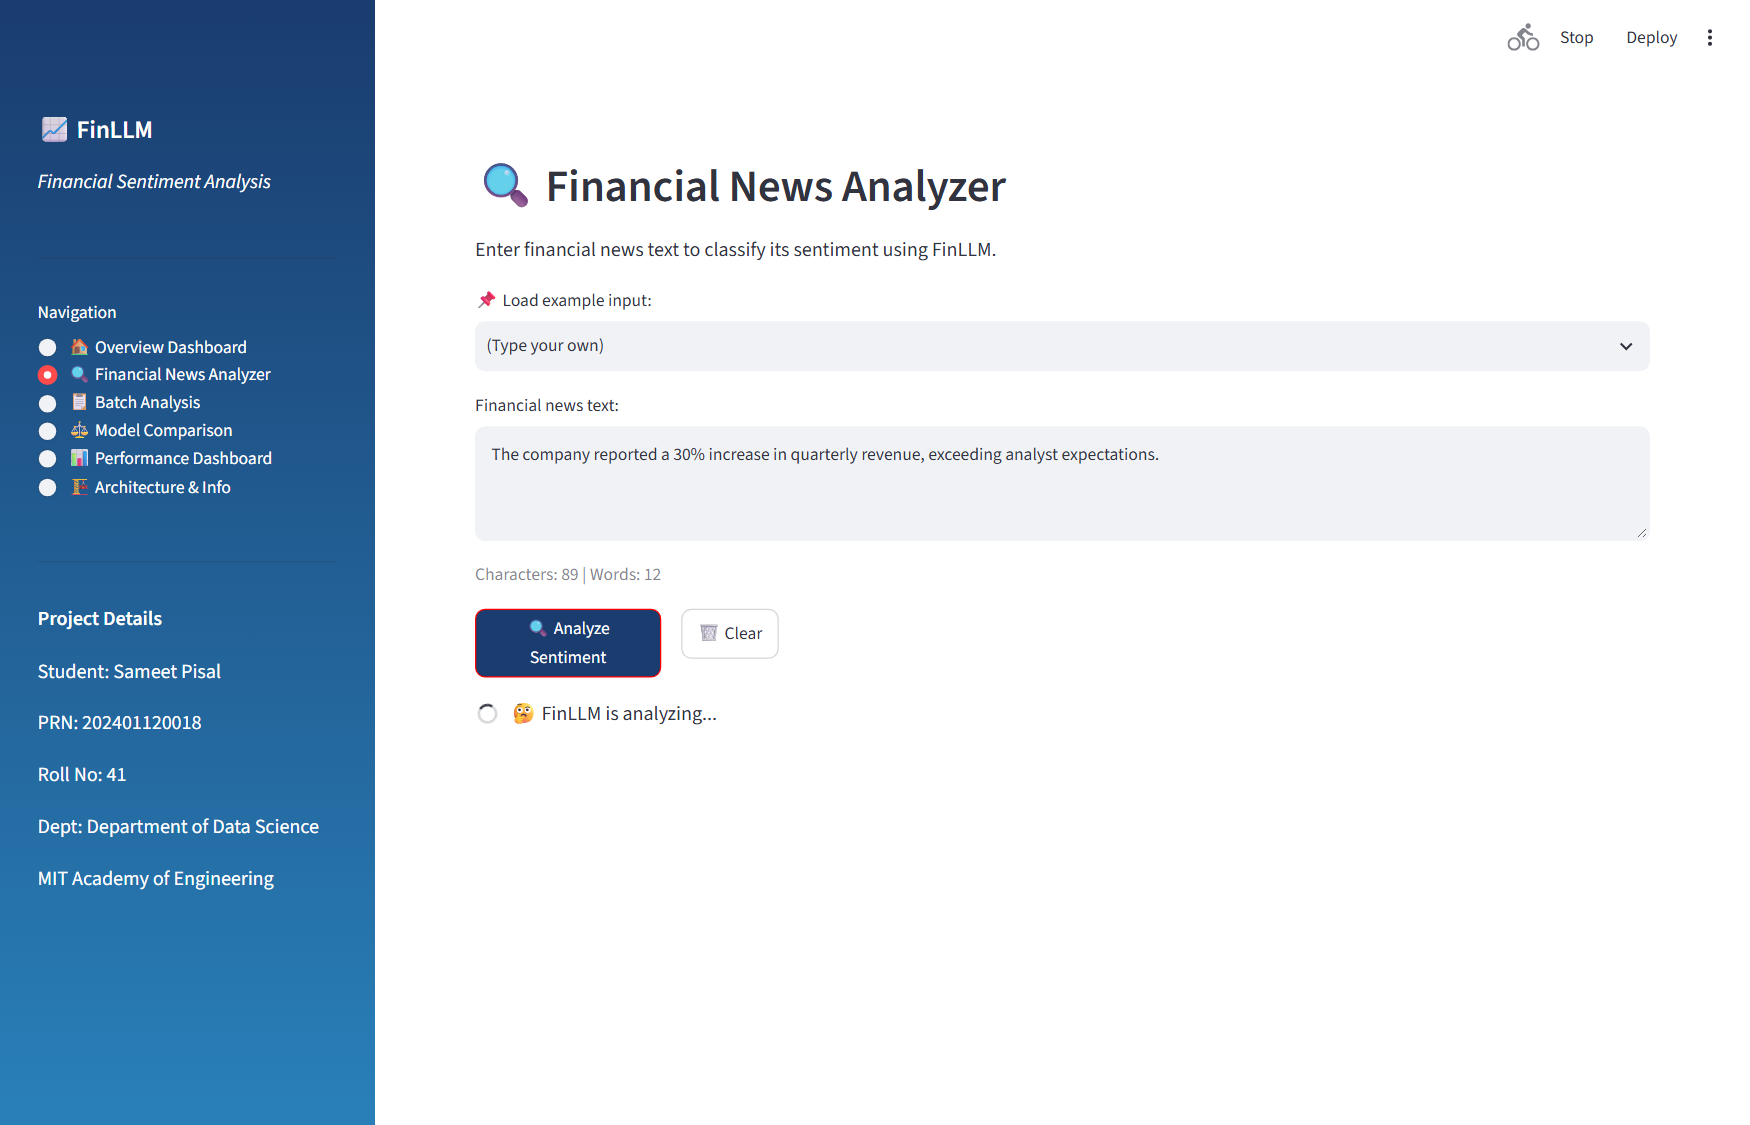 Stop
Deploy
FinLLM
Financial Sentiment Analysis
Navigation
Overview Dashboard
Financial News Analyzer
Batch Analysis
Model Comparison
Performance Dashboard
Architecture & Info
Project Details
Student: Sameet Pisal
PRN: 202401120018
Roll No: 41
Dept: Department of Data Science
MIT Academy of Engineering
Financial News Analyzer
Enter financial news text to classify its sentiment using FinLLM.
Load example input:
(Type your own)
Financial news text:
The company reported a 30% increase in quarterly revenue, exceeding analyst expectations.
Characters: 89 | Words: 12
Analyze
Sentiment
Clear
FinLLM is analyzing...